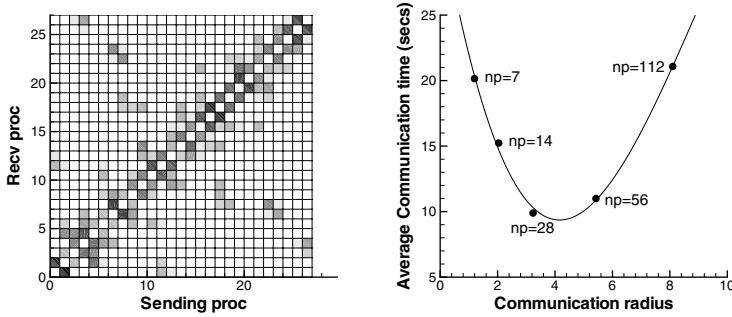 25
20
15
10
5
0
Recv proc
0
10
20
Sending proc
25
20
15
10
5
Average Communication time (secs)
np=7
np=14
np=28
np=56
np=112
0
2
4
6
8
10
Communication radius